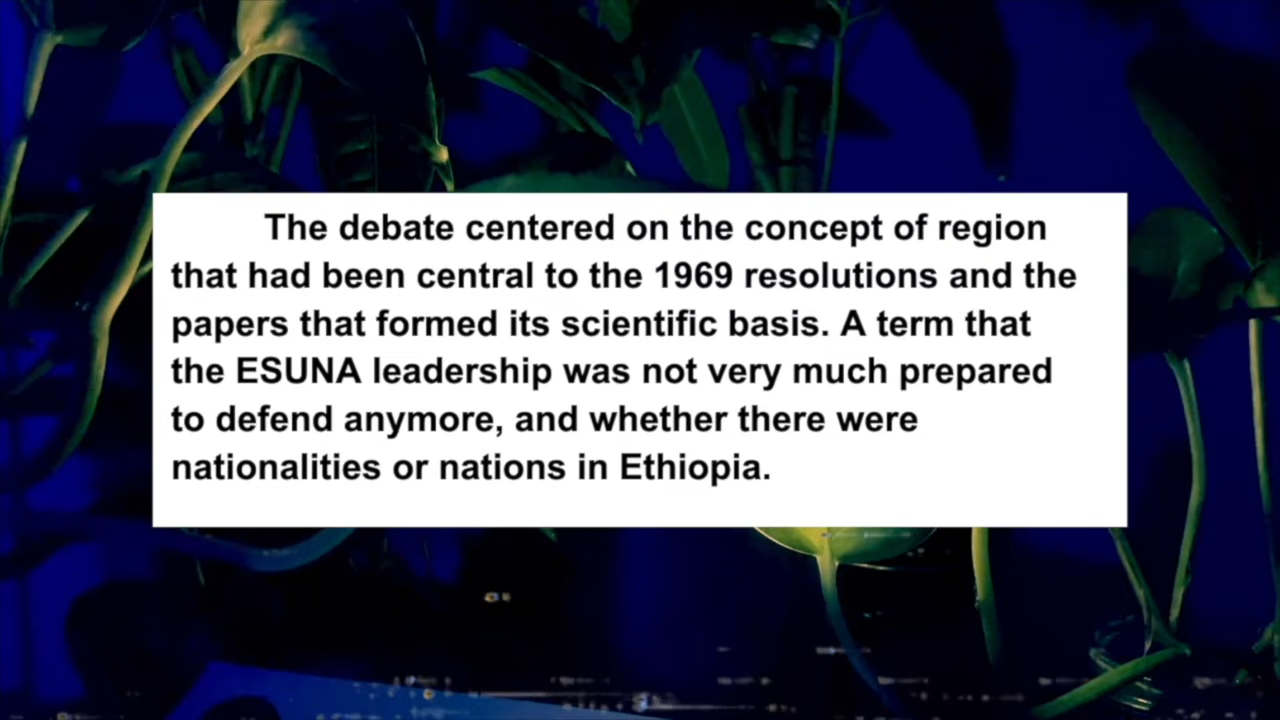 The debate centered on the concept of region
that had been central to the 1969 resolutions and the
papers that formed its scientific basis. A term that
the ESUNA leadership was not very much prepared
to defend anymore, and whether there were
nationalities or nations in Ethiopia.